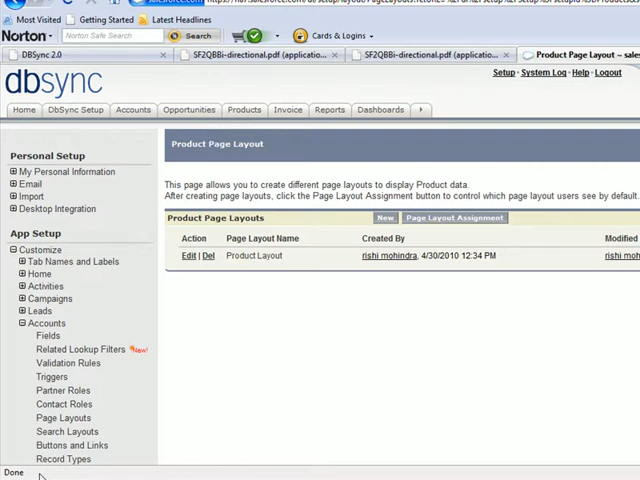 Most Visited Getting Started Latest Headlines
Norton Norton Safe Search Search Cards & Logins
DBSync 2.0 SF2QBBi-directional.pdf (applicatio... SF2QBBi-directional.pdf (application... Product Page Layout ~ sales
dbsync
Setup · System Log · Help · Logout
Home DBSync Setup Accounts Opportunities Products Invoice Reports Dashboards
Personal Setup
My Personal Information
Email
Import
Desktop Integration
App Setup
Customize
Tab Names and Labels
Home
Activities
Campaigns
Leads
Accounts
Fields
Related Lookup Filters New!
Validation Rules
Triggers
Partner Roles
Contact Roles
Page Layouts
Search Layouts
Buttons and Links
Record Types
Product Page Layout
This page allows you to create different page layouts to display Product data.
After creating page layouts, click the Page Layout Assignment button to control which page layout users see by default.
Product Page Layouts New Page Layout Assignment
Action Page Layout Name Created By Modified
Edit | Del Product Layout rishi mohindra, 4/30/2010 12:34 PM rishi moh
Done